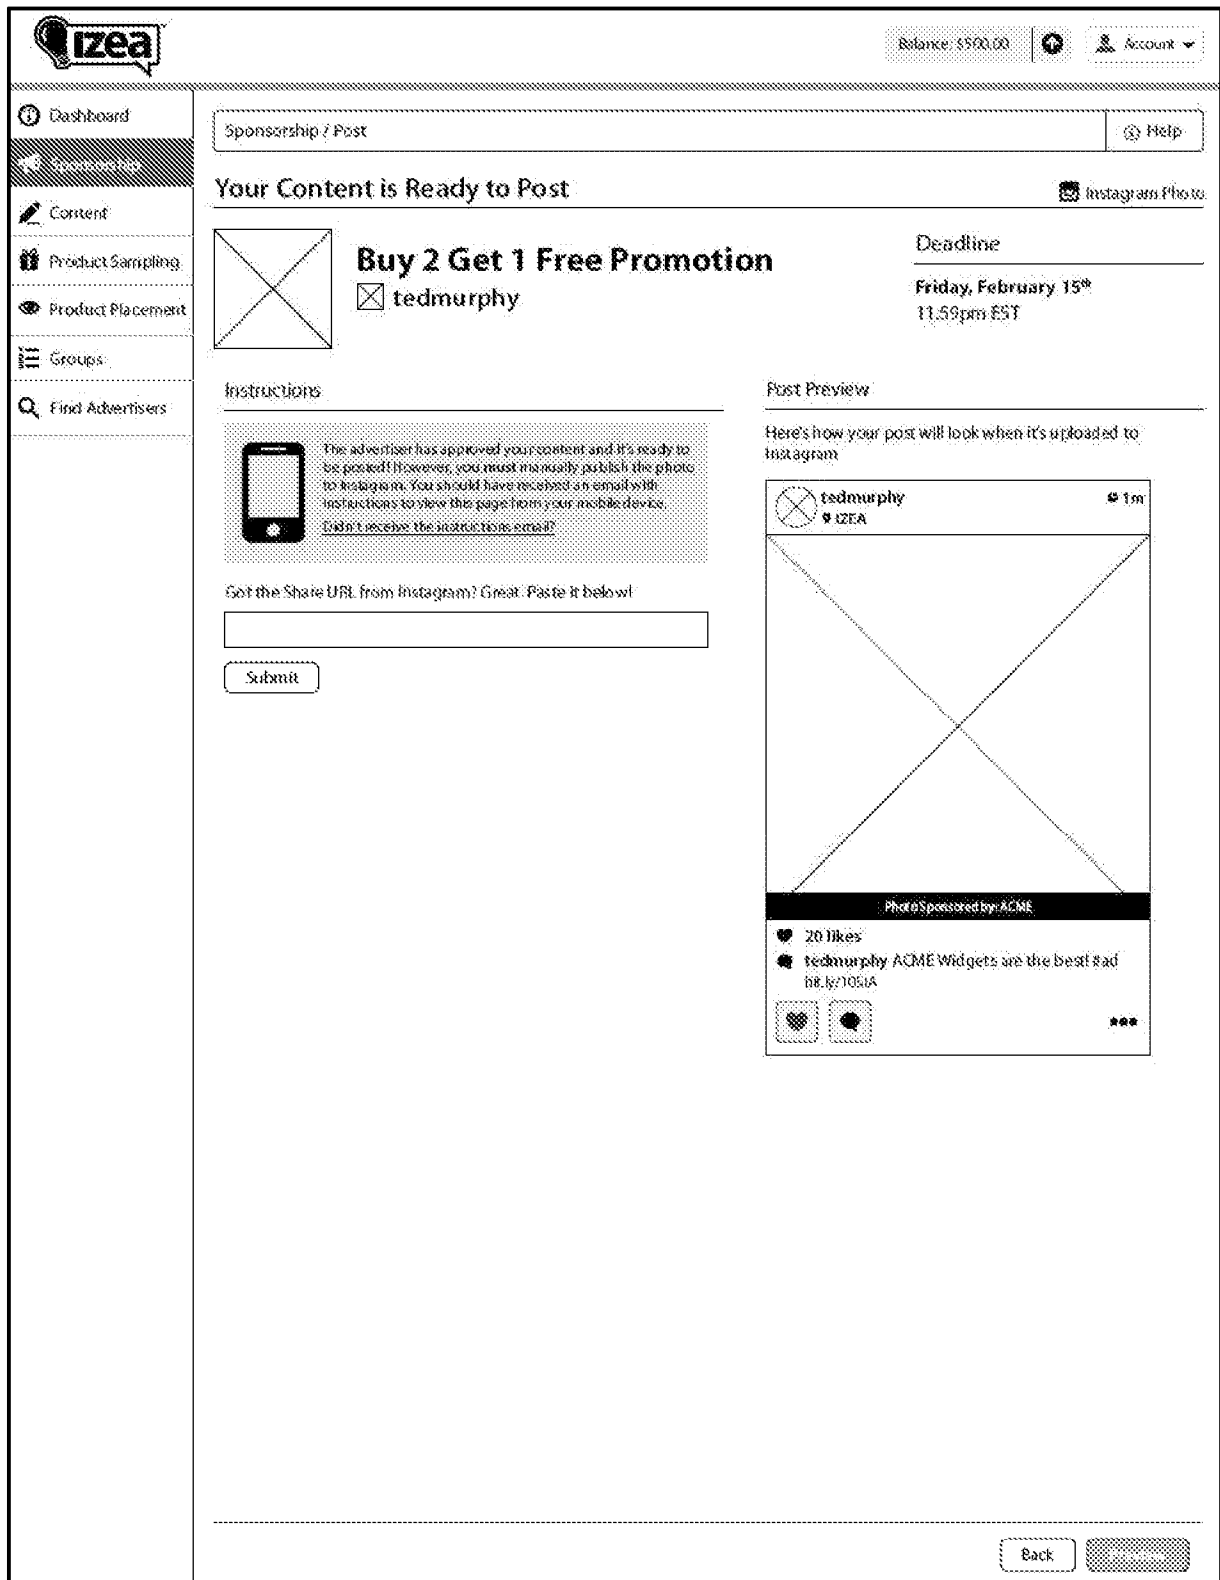 izea
Balance: $500.00
Account
Dashboard
Sponsorship
Content
Product Sampling
Product Placement
Groups
Find Advertisers
Sponsorship / Post
Help
Your Content is Ready to Post
Instagram Photo
Buy 2 Get 1 Free Promotion
tedmurphy
Deadline
Friday, February 15th
11:59pm EST
Instructions
The advertiser has approved your content and it's ready to
be posted! However, you must manually publish the photo
to Instagram. You should have received an email with
instructions to view this page from your mobile device.
Didn't receive the instructions email?
Got the Share URL from Instagram? Great. Paste it below!
Submit
Post Preview
Here's how your post will look when it's uploaded to
Instagram
tedmurphy
1m
IZEA
Photo Sponsored by: ACME
20 likes
tedmurphy ACME Widgets are the best! #ad
Back